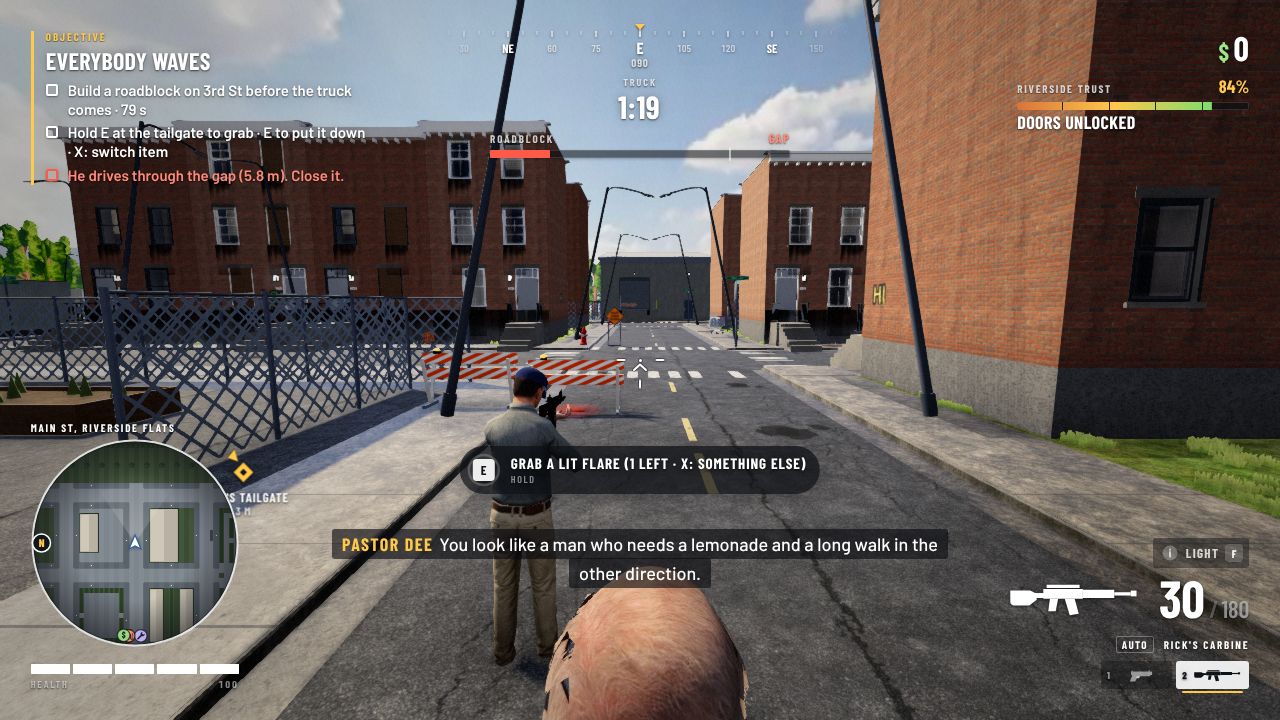 OBJECTIVE
EVERYBODY WAVES
Build a roadblock on 3rd St before the truck
comes · 79 s
Hold E at the tailgate to grab · E to put it down
· X: switch item
He drives through the gap (5.8 m). Close it.
30 NE 60 75 E 105 120 SE 150
090
TRUCK
1:19
ROADBLOCK GAP
$ 0
RIVERSIDE TRUST 84%
DOORS UNLOCKED
HI
MAIN ST, RIVERSIDE FLATS
S TAILGATE
3 M
N
$
HEALTH 100
E GRAB A LIT FLARE (1 LEFT · X: SOMETHING ELSE)
HOLD
PASTOR DEE You look like a man who needs a lemonade and a long walk in the
other direction.
LIGHT F
30 / 180
AUTO RICK'S CARBINE
1 2